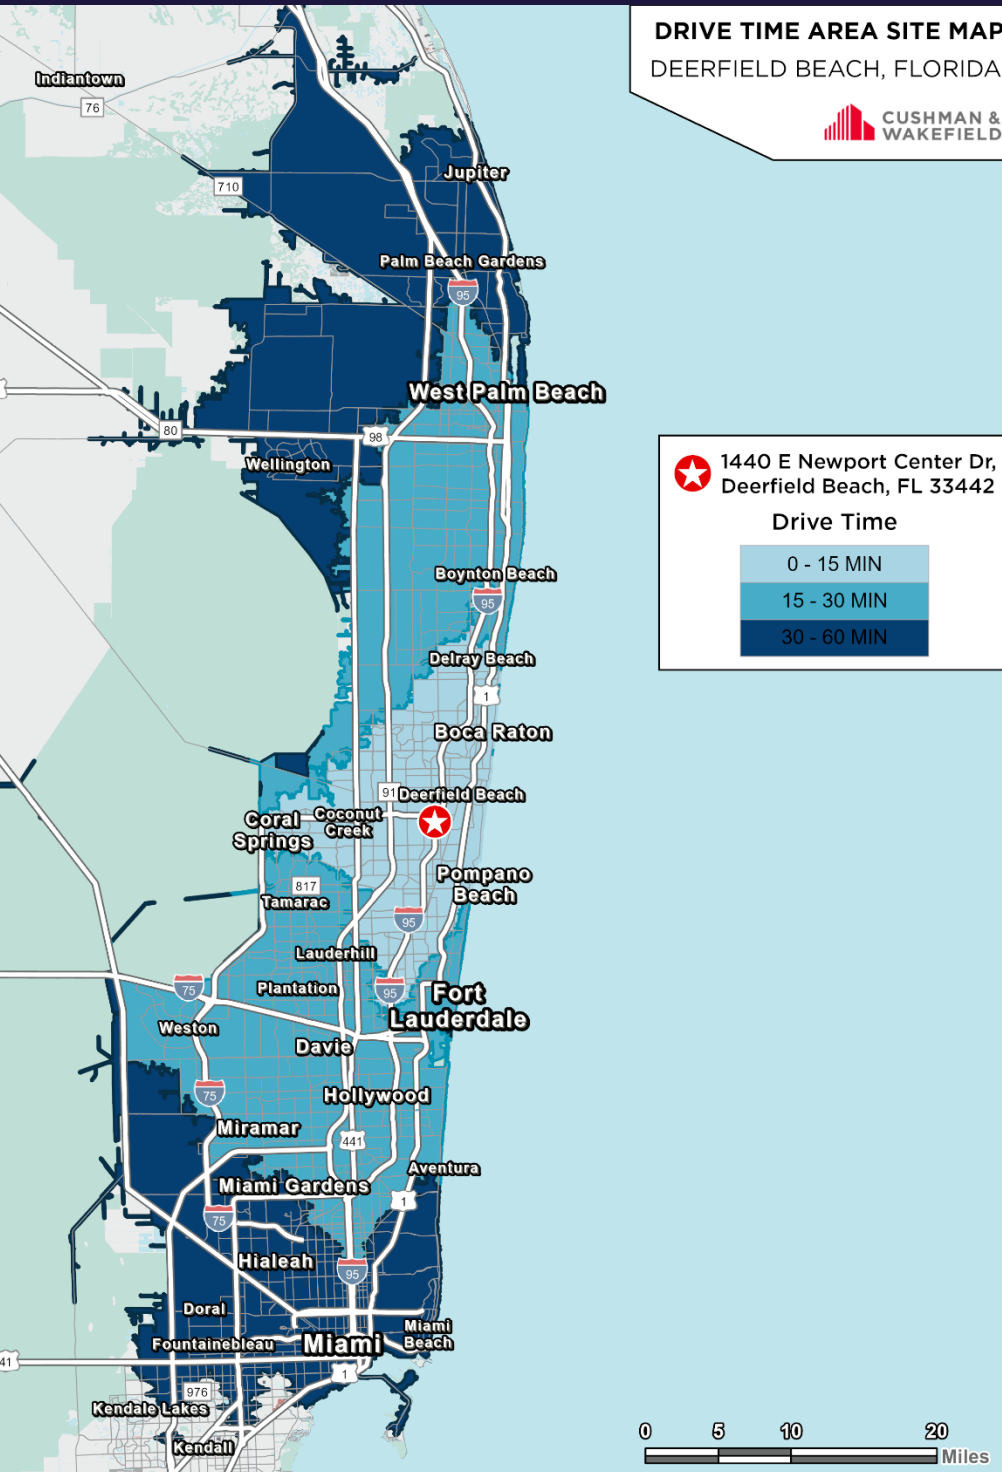 DRIVE TIME AREA SITE MAP
DEERFIELD BEACH, FLORIDA
CUSHMAN &
WAKEFIELD
Indiantown
76
710
Jupiter
Palm Beach Gardens
95
West Palm Beach
80
98
Wellington
1440 E Newport Center Dr,
Deerfield Beach, FL 33442
Drive Time
0 - 15 MIN
15 - 30 MIN
30 - 60 MIN
Boynton Beach
95
Delray Beach
1
Boca Raton
91
Deerfield Beach
Coral
Springs
Coconut
Creek
Pompano
Beach
817
Tamarac
95
Lauderhill
75
Plantation
95
Fort
Lauderdale
Weston
Davie
75
Hollywood
Miramar
441
Aventura
Miami Gardens
1
75
Hialeah
95
Doral
Miami
Beach
Fountainebleau
Miami
41
1
976
Kendale Lakes
Kendall
0 5 10 20
Miles